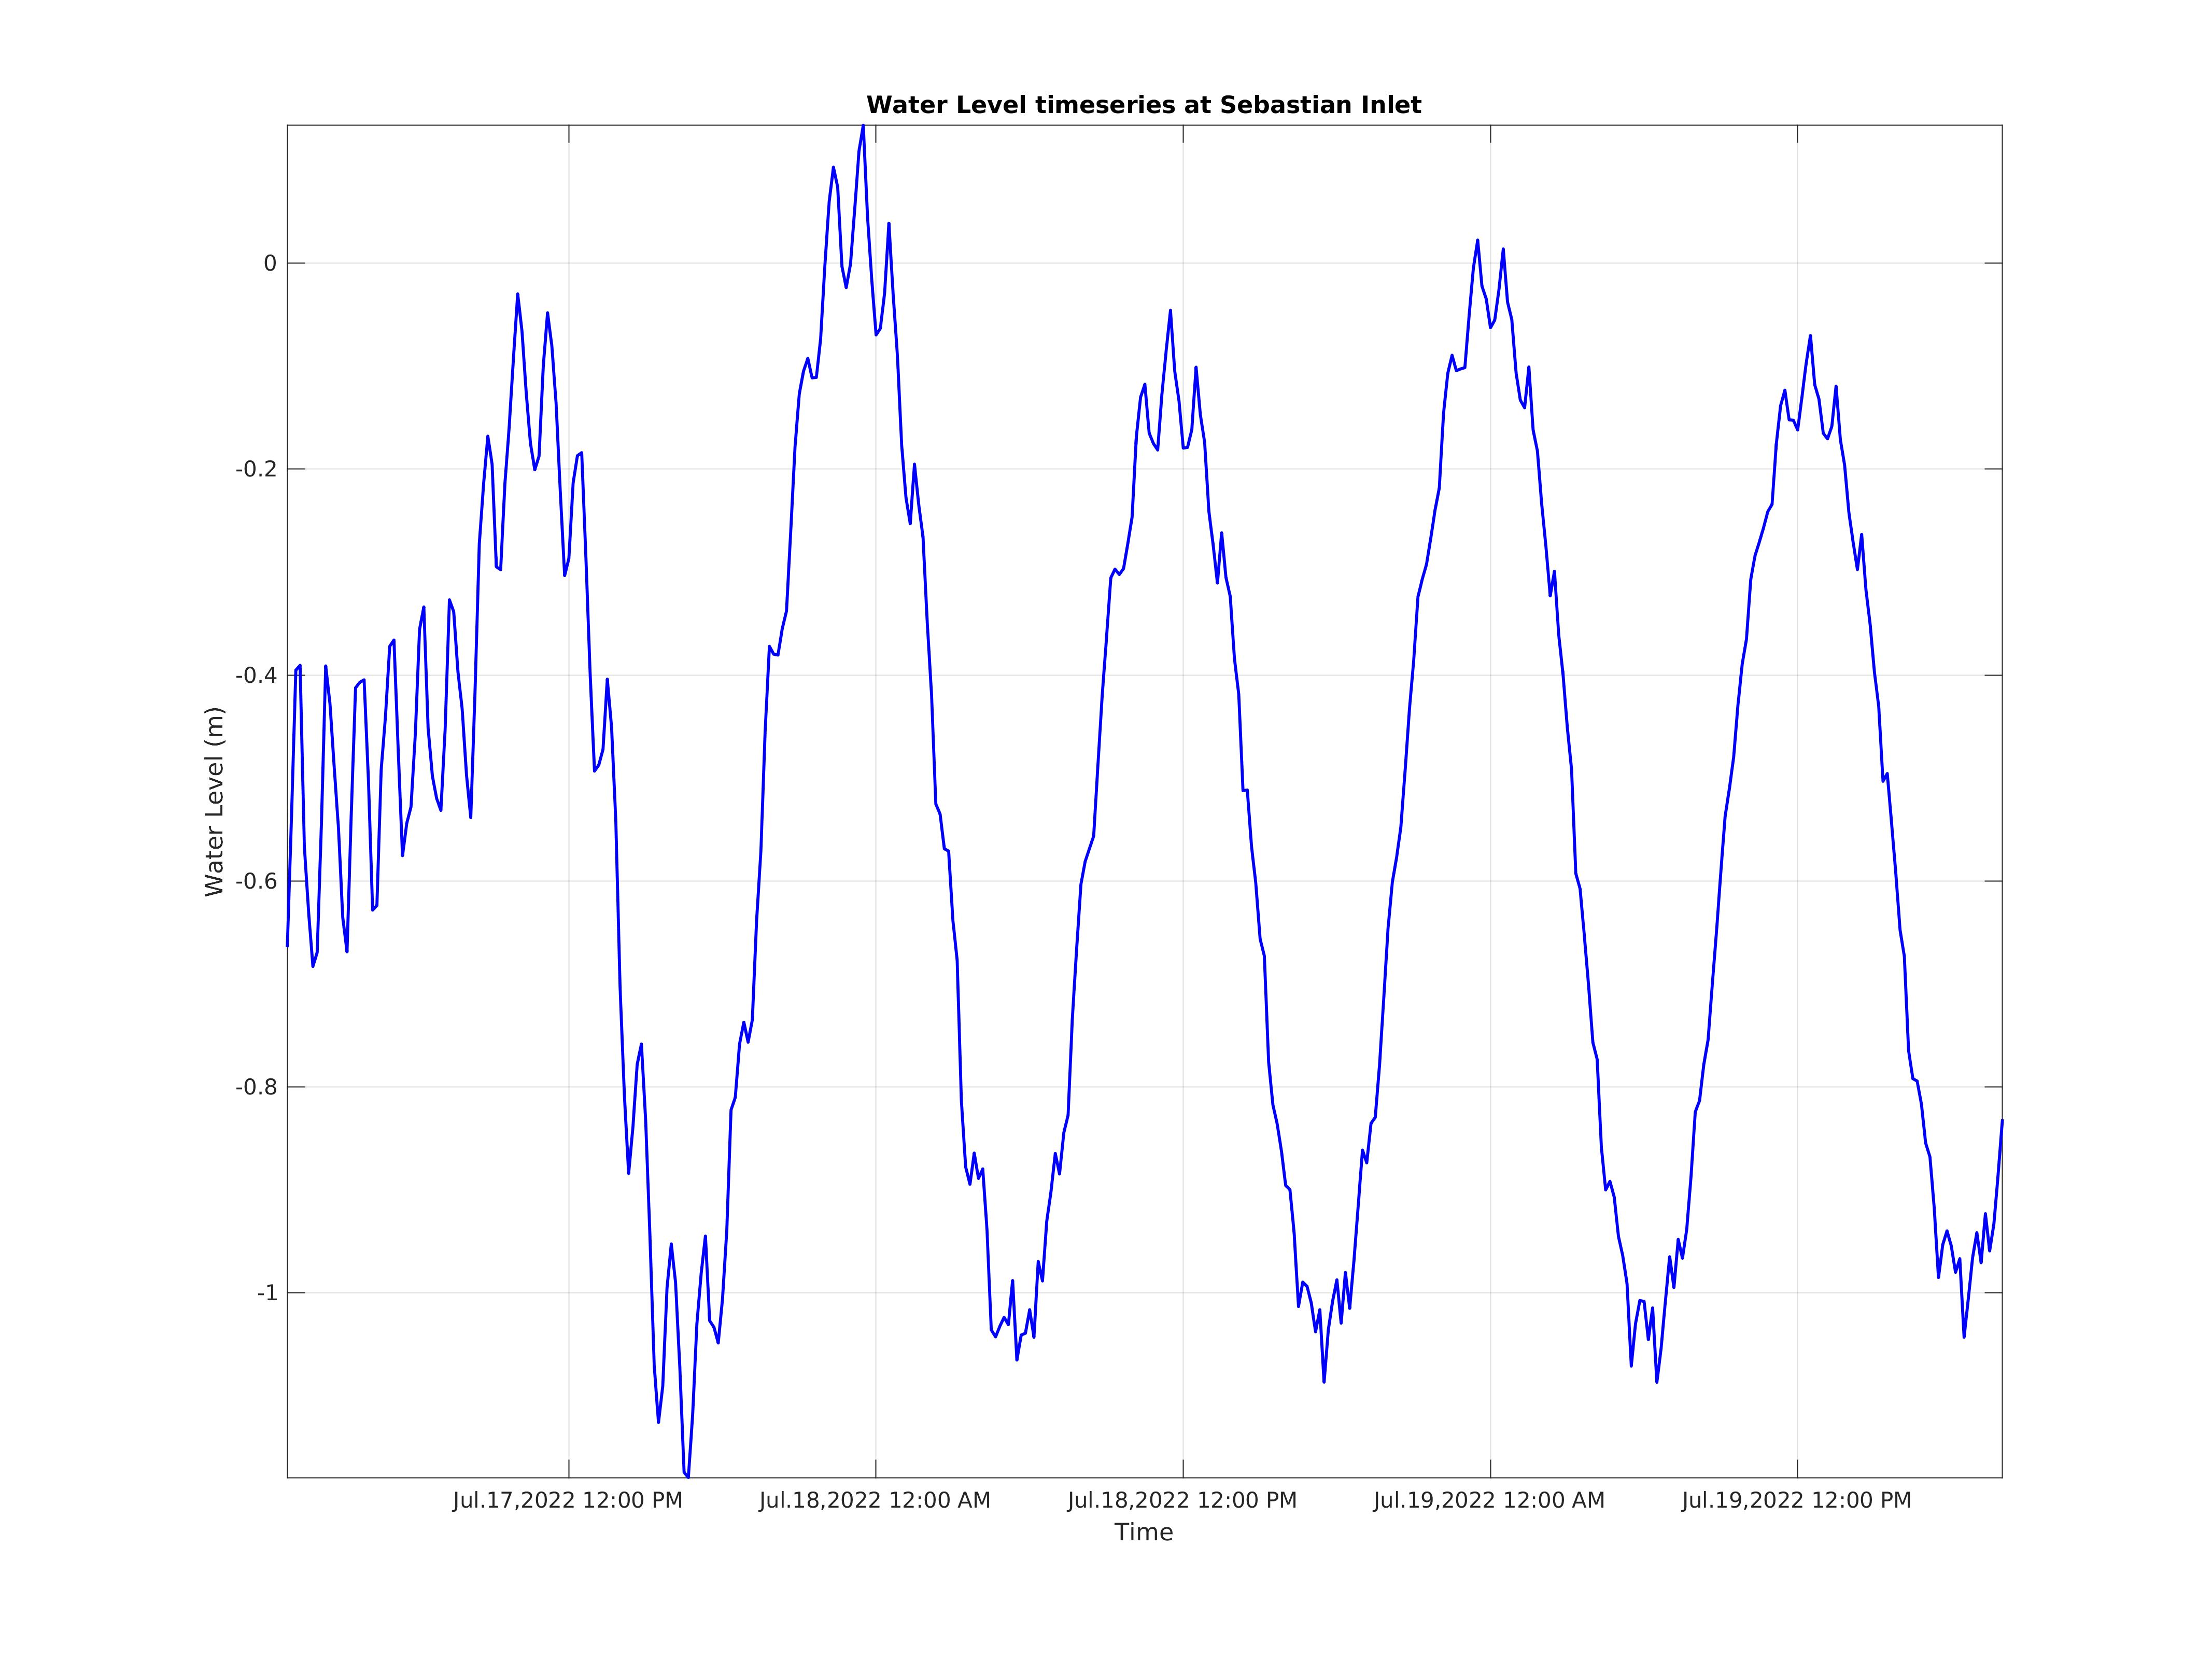 Water Level timeseries at Sebastian Inlet
0
-0.2
-0.4
-0.6
-0.8
-1
Water Level (m)
Jul.17,2022 12:00 PM
Jul.18,2022 12:00 AM
Jul.18,2022 12:00 PM
Jul.19,2022 12:00 AM
Jul.19,2022 12:00 PM
Time